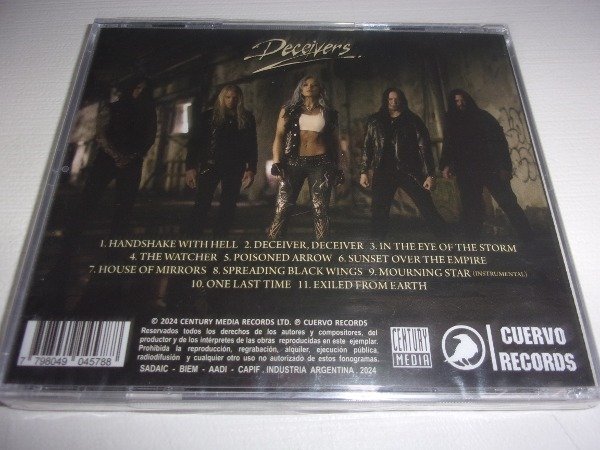 Deceivers
1. HANDSHAKE WITH HELL 2. DECEIVER, DECEIVER 3. IN THE EYE OF THE STORM
4. THE WATCHER 5. POISONED ARROW 6. SUNSET OVER THE EMPIRE
7. HOUSE OF MIRRORS 8. SPREADING BLACK WINGS 9. MOURNING STAR (INSTRUMENTAL)
10. ONE LAST TIME 11. EXILED FROM EARTH
© 2024 CENTURY MEDIA RECORDS LTD. ℗ CUERVO RECORDS
Reservados todos los derechos de los autores y compositores, del
productor y de los intérpretes de las obras reproducidas en este ejemplar.
Prohibida la reproducción, regrabación, alquiler, ejecución pública,
radiodifusión y cualquier otro uso no autorizado de estos fonogramas.
SADAIC - BIEM - AADI - CAPIF . INDUSTRIA ARGENTINA . 2024
7 798049 045788
CENTURY
MEDIA
CUERVO
RECORDS